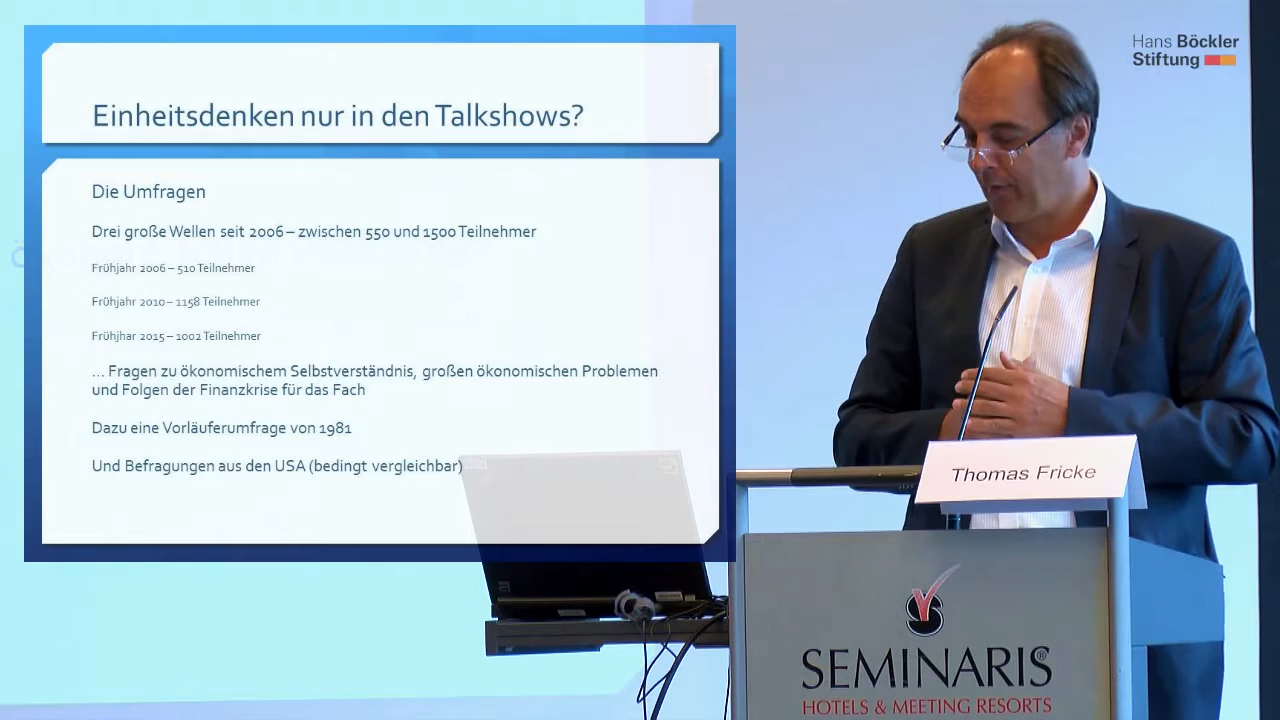 Einheitsdenken nur in den Talkshows?
Die Umfragen
Drei große Wellen seit 2006 – zwischen 550 und 1500 Teilnehmer
Frühjahr 2006 – 510 Teilnehmer
Frühjahr 2010 – 1158 Teilnehmer
Frühjhar 2015 – 1002 Teilnehmer
... Fragen zu ökonomischem Selbstverständnis, großen ökonomischen Problemen
und Folgen der Finanzkrise für das Fach
Dazu eine Vorläuferumfrage von 1981
Und Befragungen aus den USA (bedingt vergleichbar)
Hans Böckler
Stiftung
Thomas Fricke
SEMINARIS®
HOTELS & MEETING RESORTS